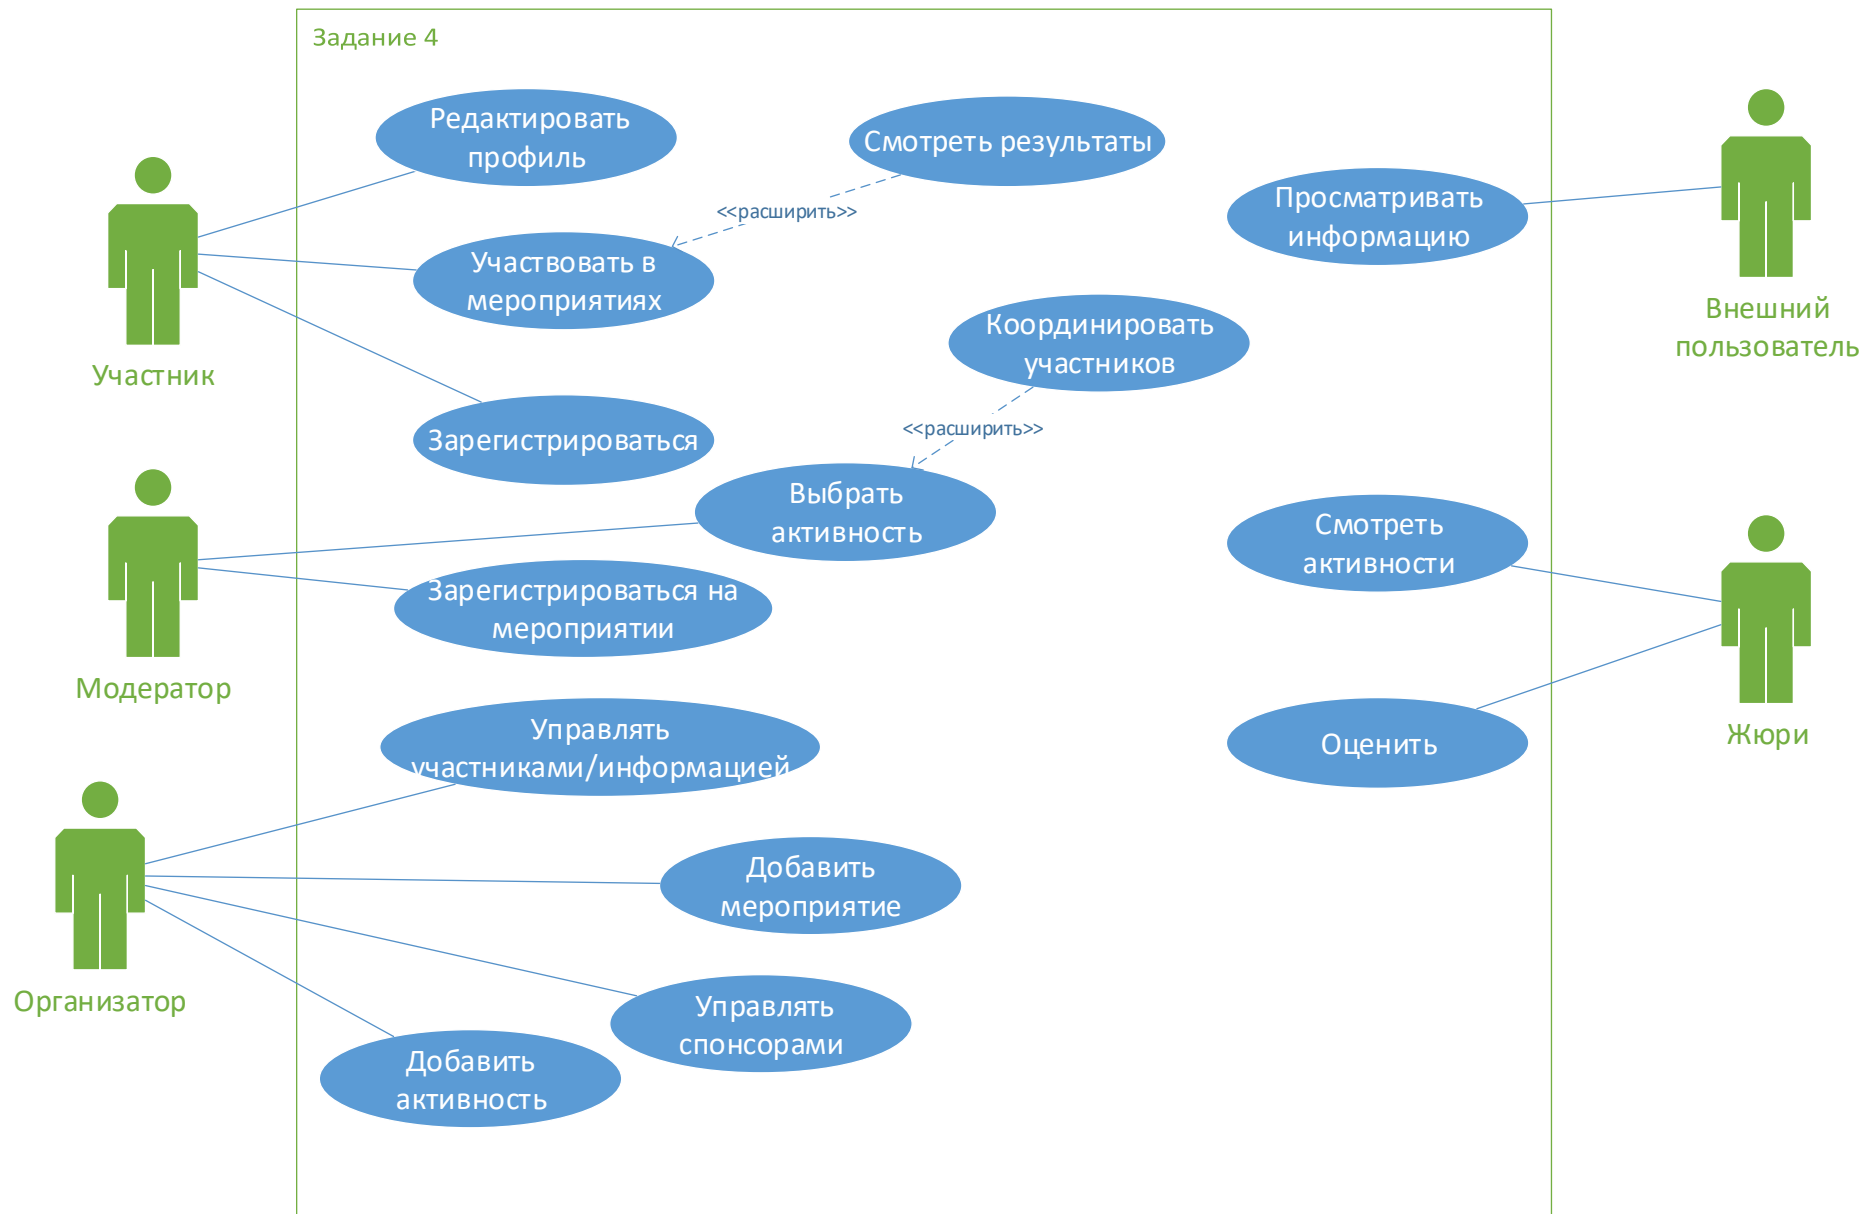 Задание 4
Редактировать
профиль
Смотреть результаты
Просматривать
информацию
<<расширить>>
Участвовать в
мероприятиях
Внешний
пользователь
Координировать
участников
Участник
Зарегистрироваться
<<расширить>>
Выбрать
активность
Смотреть
активности
Зарегистрироваться на
мероприятии
Модератор
Управлять
участниками/информацией
Оценить
Жюри
Добавить
мероприятие
Организатор
Управлять
спонсорами
Добавить
активность